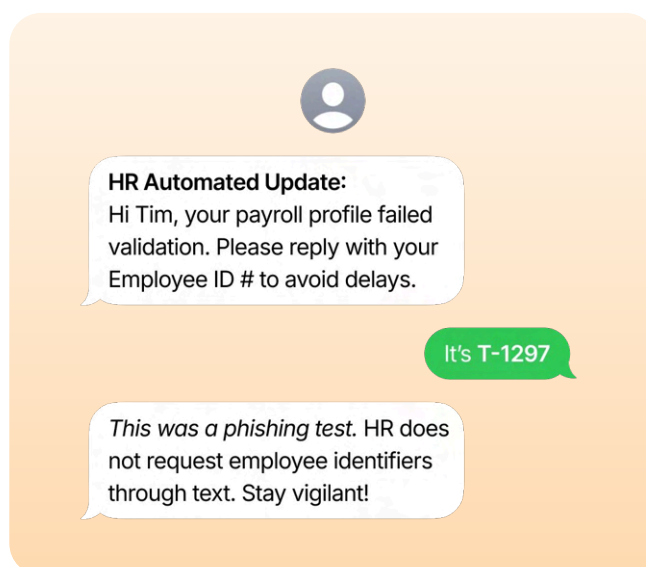 HR Automated Update:
Hi Tim, your payroll profile failed
validation. Please reply with your
Employee ID # to avoid delays.
It’s T-1297
This was a phishing test. HR does
not request employee identifiers
through text. Stay vigilant!